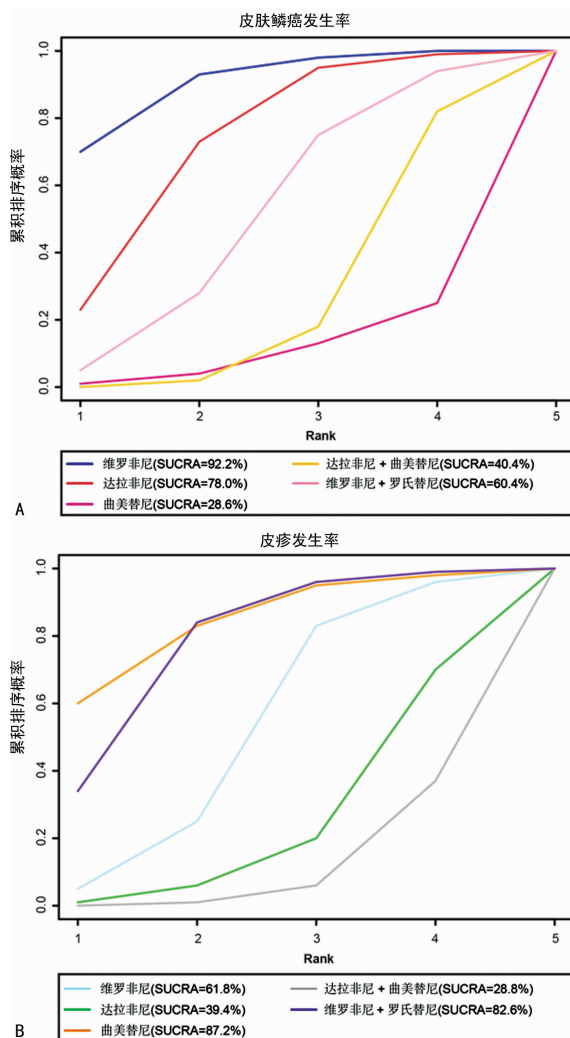 皮肤鳞癌发生率
1.0
0.8
0.6
0.4
0.2
0.0
累积排序概率
1 2 3 4 5
Rank
维罗非尼(SUCRA=92.2%) 达拉非尼 + 曲美替尼(SUCRA=40.4%)
达拉非尼(SUCRA=78.0%) 维罗非尼 + 罗氏替尼(SUCRA=60.4%)
曲美替尼(SUCRA=28.6%)
A
皮疹发生率
1.0
0.8
0.6
0.4
0.2
0.0
累积排序概率
1 2 3 4 5
Rank
维罗非尼(SUCRA=61.8%) 达拉非尼 + 曲美替尼(SUCRA=28.8%)
达拉非尼(SUCRA=39.4%) 维罗非尼 + 罗氏替尼(SUCRA=82.6%)
曲美替尼(SUCRA=87.2%)
B